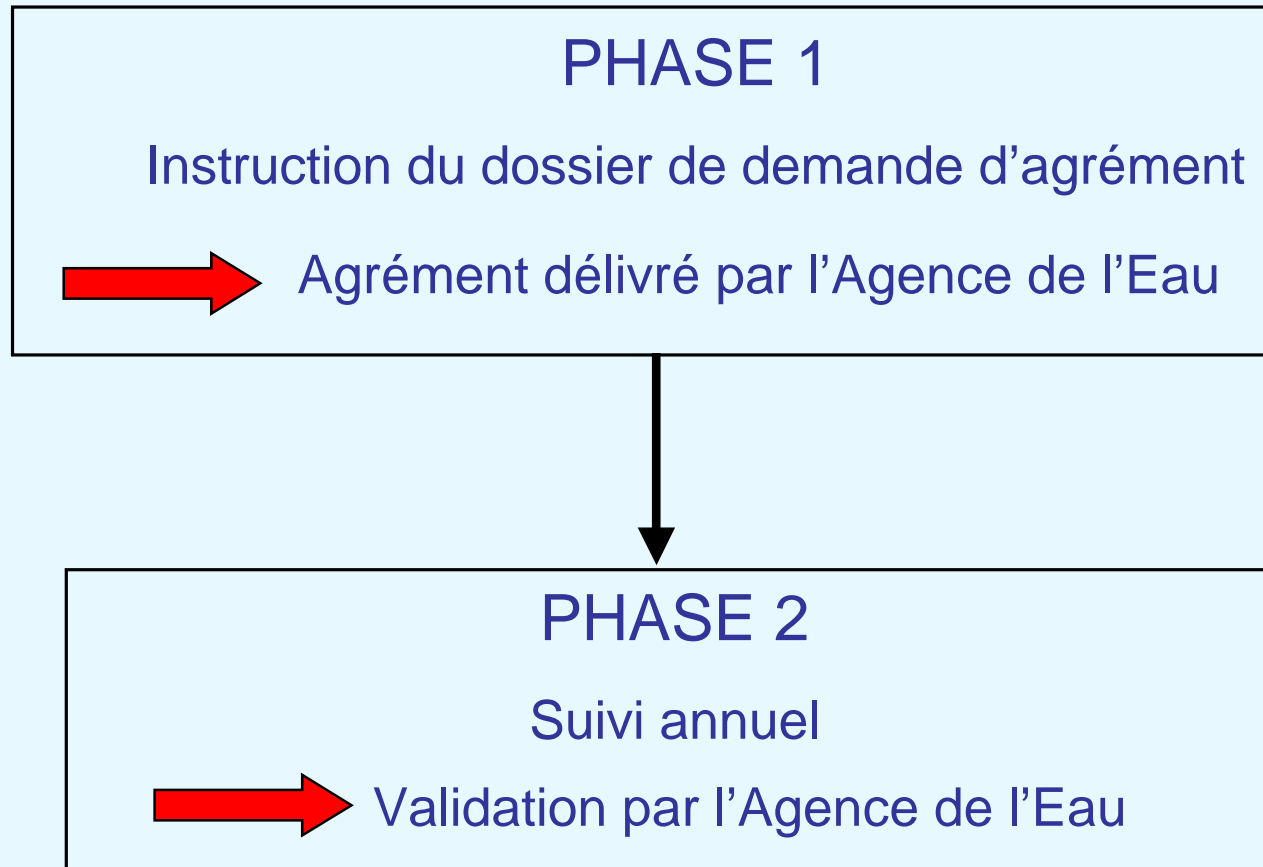 PHASE 1
Instruction du dossier de demande d’agrément
Agrément délivré par l’Agence de l’Eau
PHASE 2
Suivi annuel
Validation par l’Agence de l’Eau